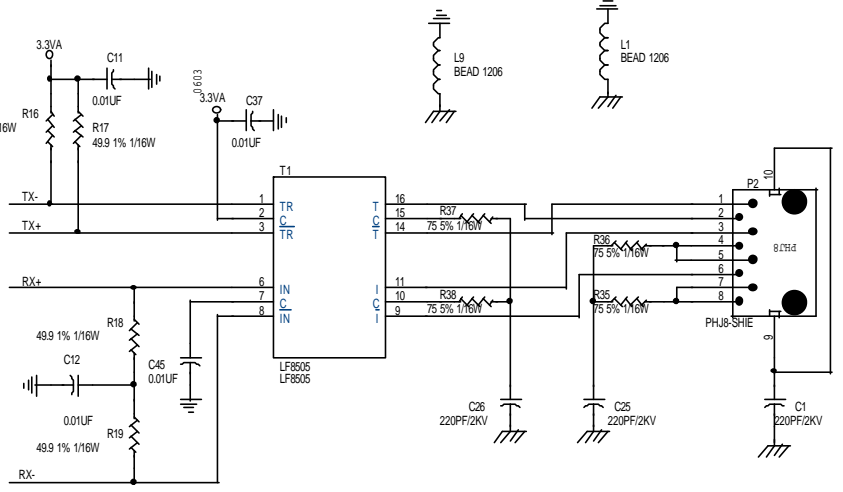 3.3VA
C11
0.01UF
R16
16W
R17
49.9 1% 1/16W
0603
3.3VA
C37
0.01UF
L9
BEAD 1206
L1
BEAD 1206
T1
TX-
TX+
RX+
RX-
1 TR
2 C
3 TR
6 IN
7 C
8 IN
T 16
C 15
T 14
I 11
C 10
I 9
LF8505
LF8505
R37
75 5% 1/16W
R38
75 5% 1/16W
R36
75 5% 1/16W
R35
75 5% 1/16W
P2
10
1
2
3
4
5
6
7
8
PHJ8
PHJ8-SHIE
9
R18
49.9 1% 1/16W
C12
0.01UF
R19
49.9 1% 1/16W
C45
0.01UF
C26
220PF/2KV
C25
220PF/2KV
C1
220PF/2KV